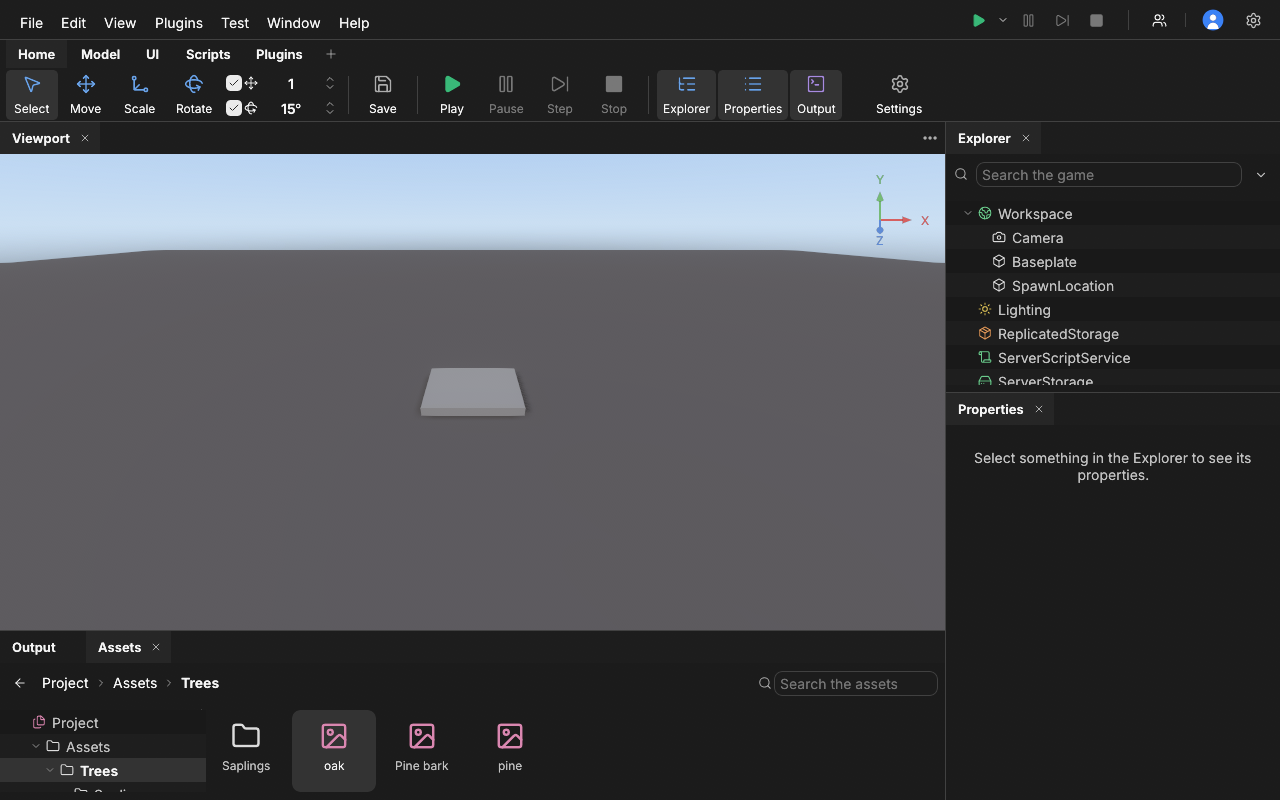 File Edit View Plugins Test Window Help
Home Model UI Scripts Plugins
1
Select Move Scale Rotate 15° Save Play Pause Step Stop Explorer Properties Output Settings
Viewport
Y
X
Z
Explorer
Search the game
Workspace
Camera
Baseplate
SpawnLocation
Lighting
ReplicatedStorage
ServerScriptService
ServerStorage
Properties
Select something in the Explorer to see its
properties.
Output Assets
Project Assets Trees
Search the assets
Project
Assets
Trees
Saplings oak Pine bark pine